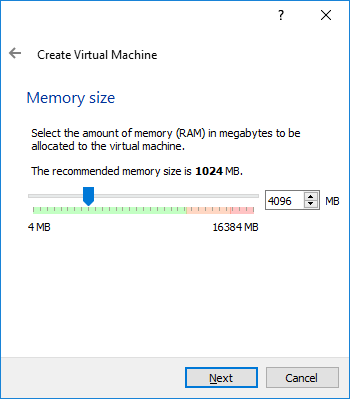 ?
Create Virtual Machine
Memory size
Select the amount of memory (RAM) in megabytes to be
allocated to the virtual machine.
The recommended memory size is 1024 MB.
4096 MB
4 MB 16384 MB
Next Cancel